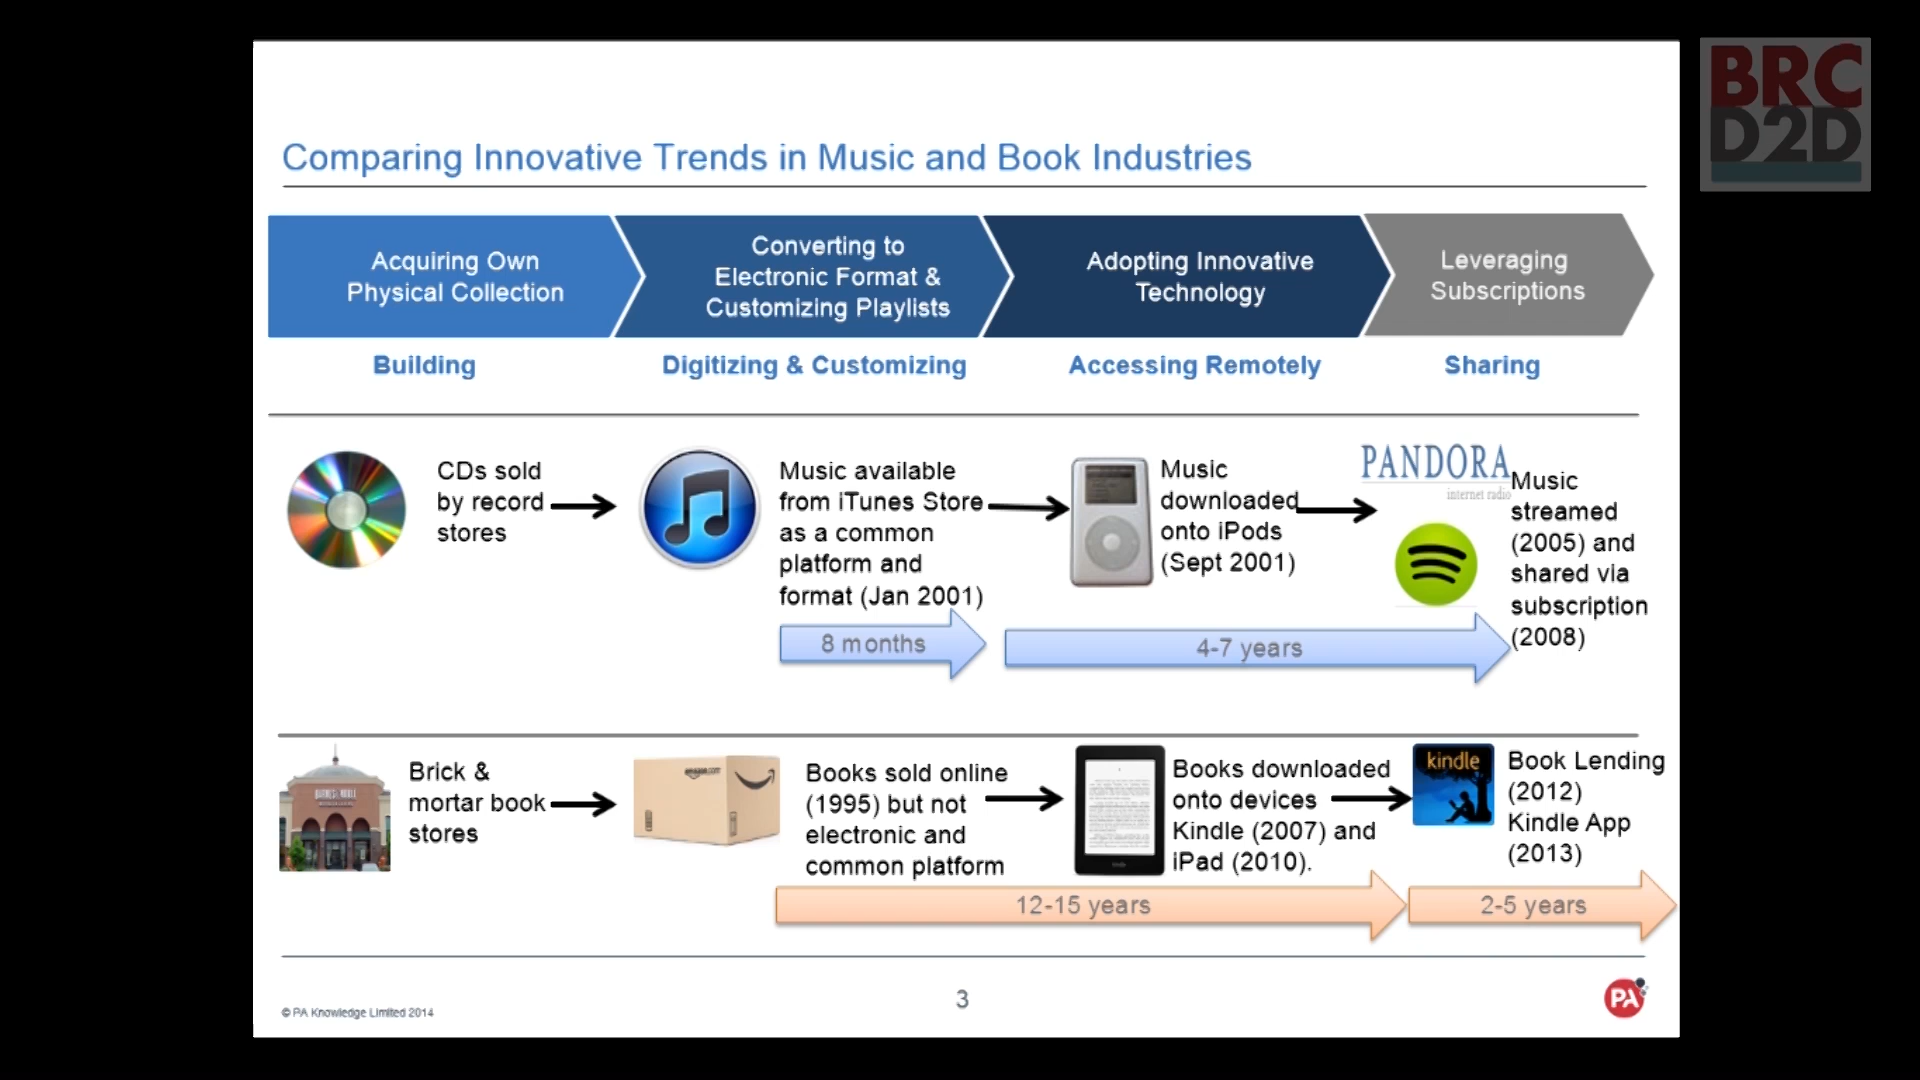 BRC
D2D
Comparing Innovative Trends in Music and Book Industries
Acquiring Own
Physical Collection
Converting to
Electronic Format &
Customizing Playlists
Adopting Innovative
Technology
Leveraging
Subscriptions
Building
Digitizing & Customizing
Accessing Remotely
Sharing
CDs sold
by record
stores
Music available
from iTunes Store
as a common
platform and
format (Jan 2001)
Music
downloaded
onto iPods
(Sept 2001)
PANDORA
internet radio
Music
streamed
(2005) and
shared via
subscription
(2008)
8 months
4-7 years
BARNES & NOBLE
Brick &
mortar book
stores
amazon.com
Books sold online
(1995) but not
electronic and
common platform
kindle
Books downloaded
onto devices
Kindle (2007) and
iPad (2010).
kindle
Book Lending
(2012)
Kindle App
(2013)
12-15 years
2-5 years
© PA Knowledge Limited 2014
3
PA